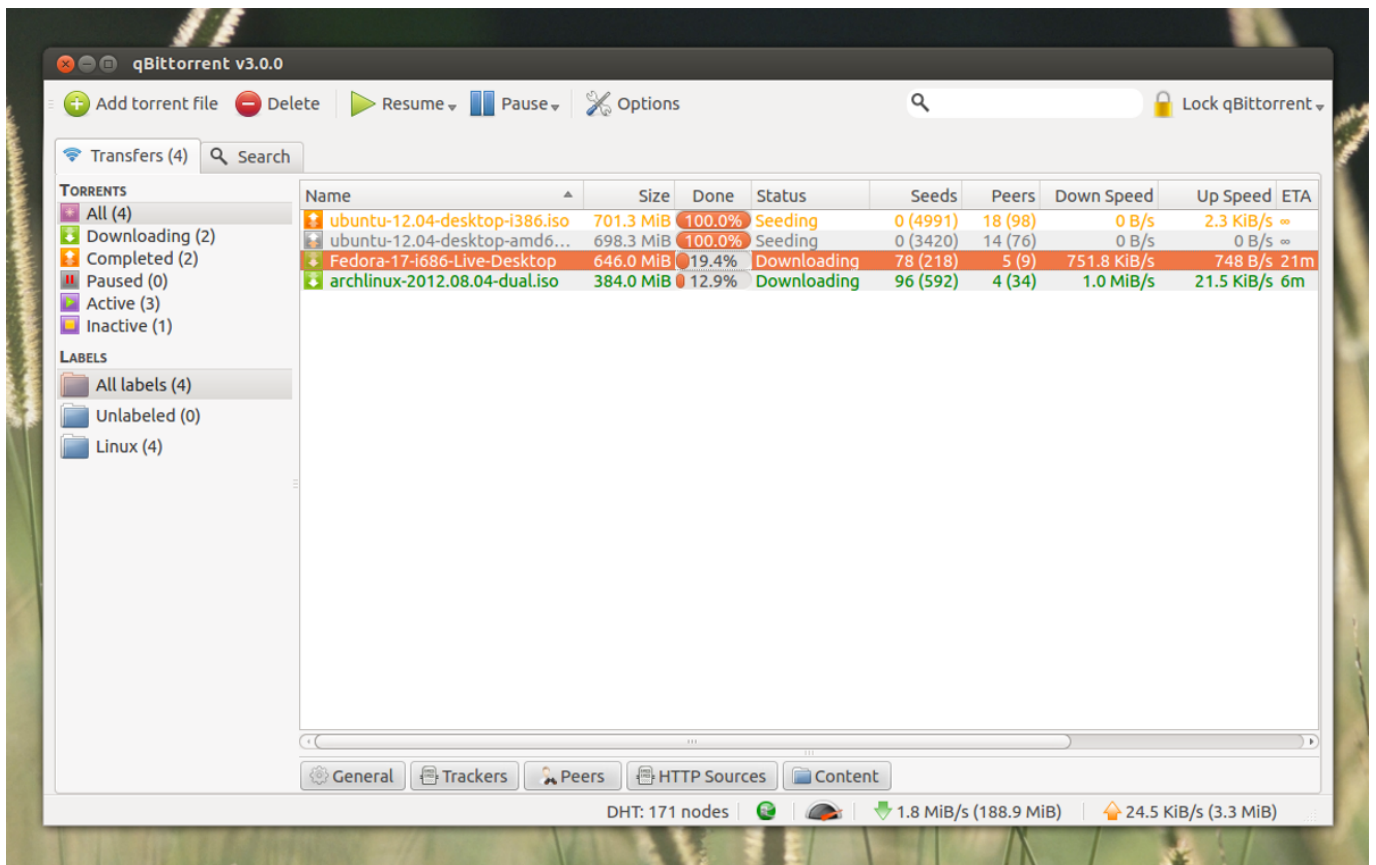 qBittorrent v3.0.0
Add torrent file Delete Resume Pause Options Lock qBittorrent
Transfers (4) Search
TORRENTS
All (4)
Downloading (2)
Completed (2)
Paused (0)
Active (3)
Inactive (1)
LABELS
All labels (4)
Unlabeled (0)
Linux (4)
Name Size Done Status Seeds Peers Down Speed Up Speed ETA
ubuntu-12.04-desktop-i386.iso 701.3 MiB 100.0% Seeding 0 (4991) 18 (98) 0 B/s 2.3 KiB/s ∞
ubuntu-12.04-desktop-amd6... 698.3 MiB 100.0% Seeding 0 (3420) 14 (76) 0 B/s 0 B/s ∞
Fedora-17-i686-Live-Desktop 646.0 MiB 19.4% Downloading 78 (218) 5 (9) 751.8 KiB/s 748 B/s 21m
archlinux-2012.08.04-dual.iso 384.0 MiB 12.9% Downloading 96 (592) 4 (34) 1.0 MiB/s 21.5 KiB/s 6m
General Trackers Peers HTTP Sources Content
DHT: 171 nodes 1.8 MiB/s (188.9 MiB) 24.5 KiB/s (3.3 MiB)